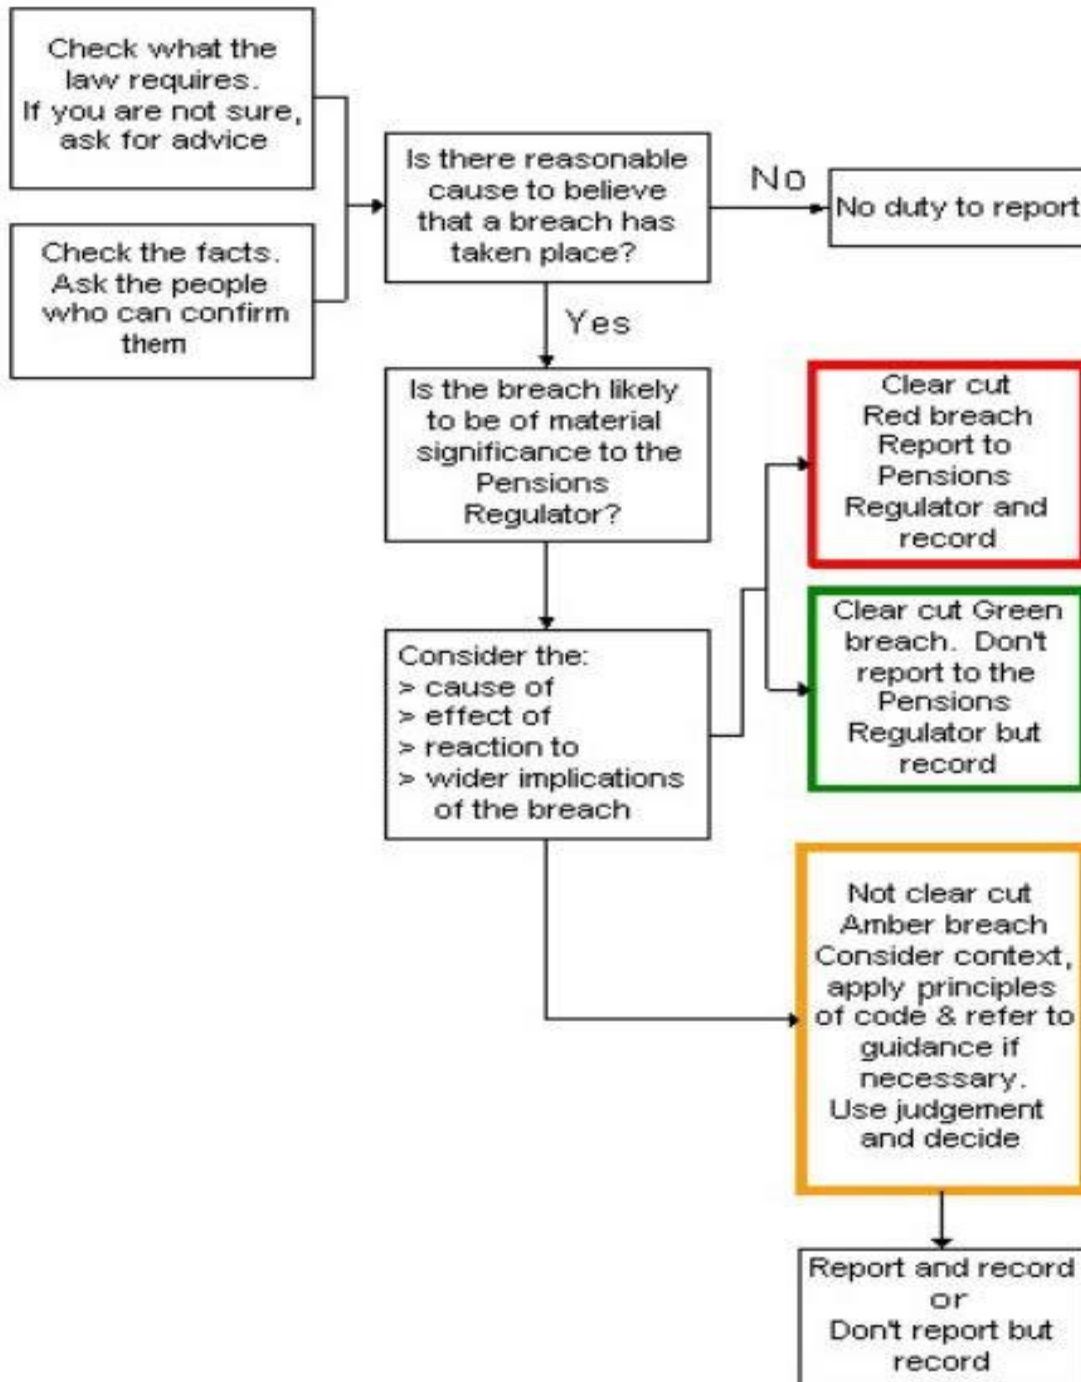 Check what the
law requires.
If you are not sure,
ask for advice
Check the facts.
Ask the people
who can confirm
them
Is there reasonable
cause to believe
that a breach has
taken place?
No
No duty to report
Yes
Is the breach likely
to be of material
significance to the
Pensions
Regulator?
Consider the:
> cause of
> effect of
> reaction to
> wider implications
of the breach
Clear cut
Red breach
Report to
Pensions
Regulator and
record
Clear cut Green
breach. Don't
report to the
Pensions
Regulator but
record
Not clear cut
Amber breach
Consider context,
apply principles
of code & refer to
guidance if
necessary.
Use judgement
and decide
Report and record
or
Don't report but
record